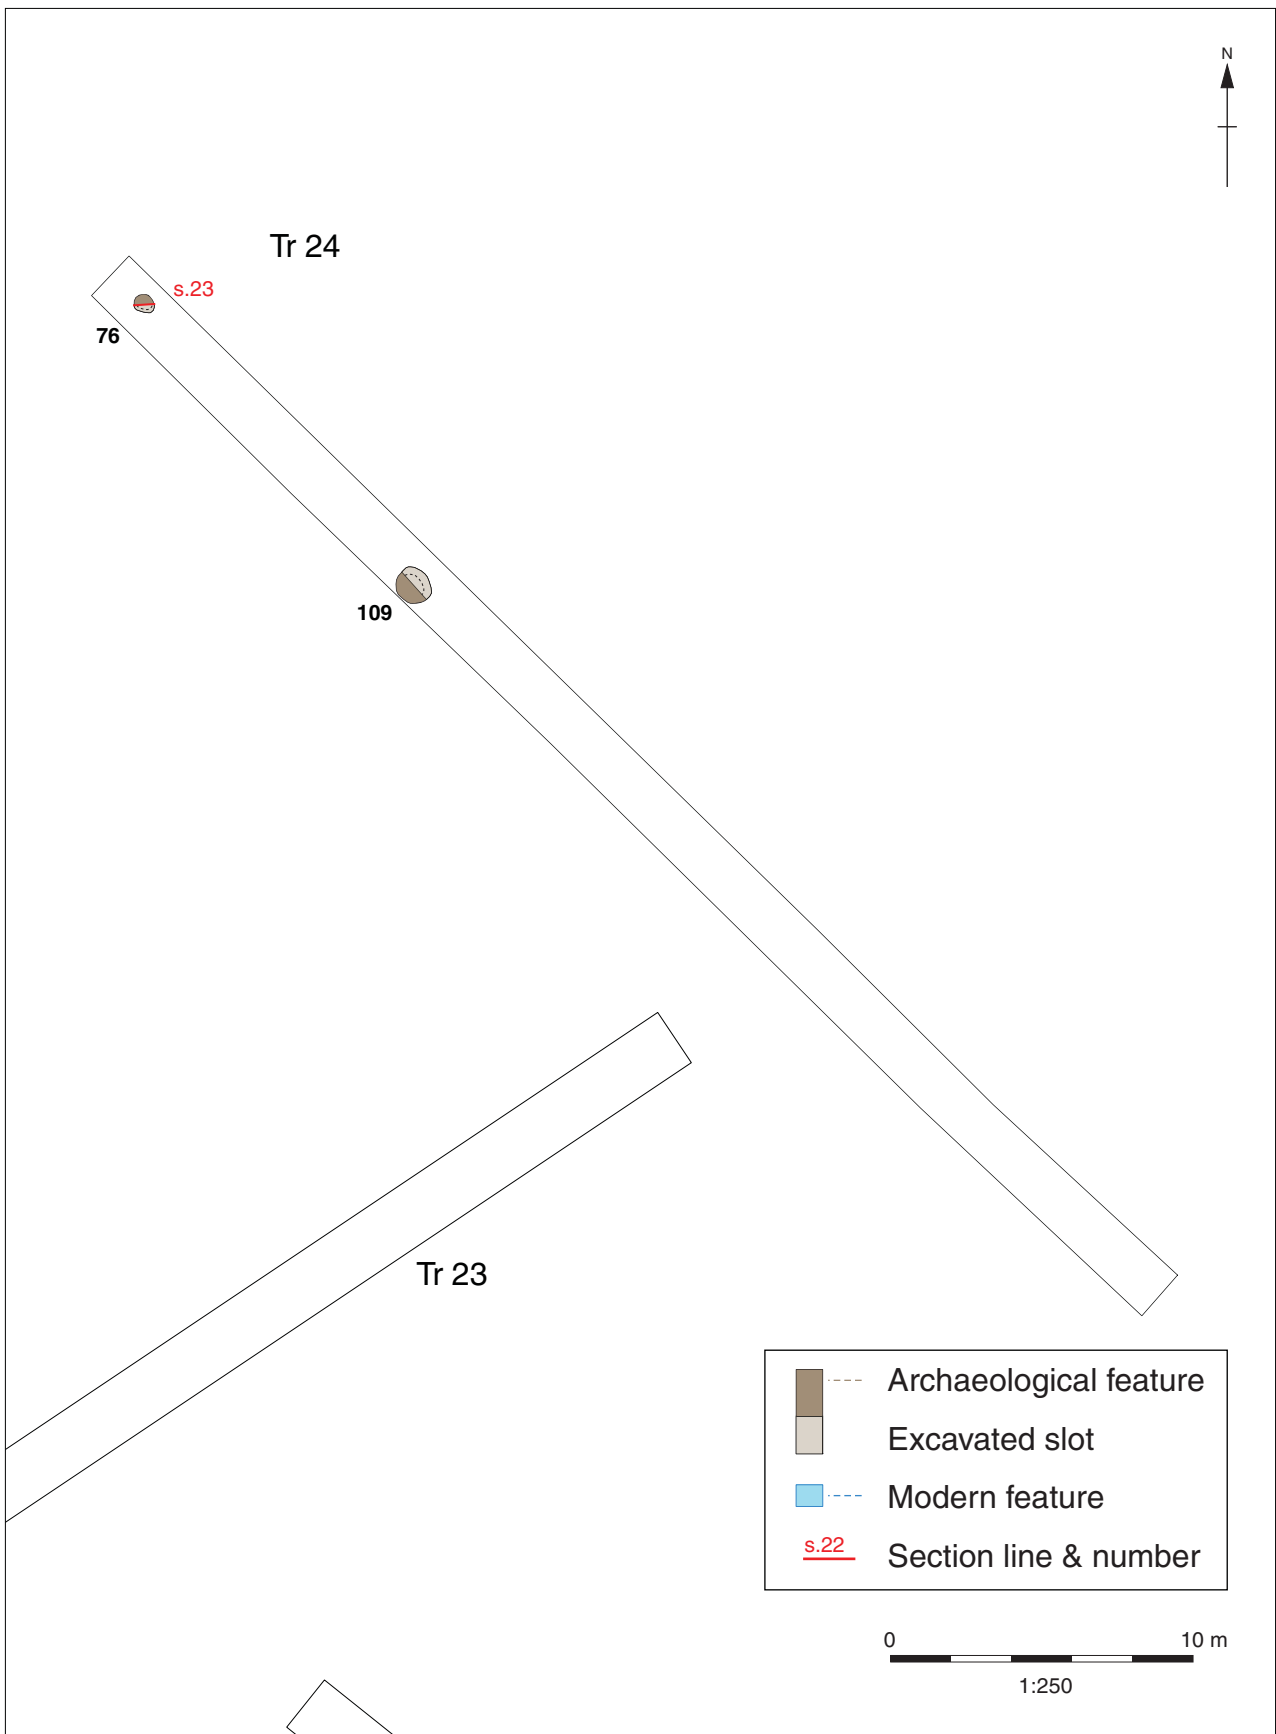 N
Tr 24
s.23
76
109
Tr 23
Archaeological feature
Excavated slot
Modern feature
s.22 Section line & number
0 10 m
1:250